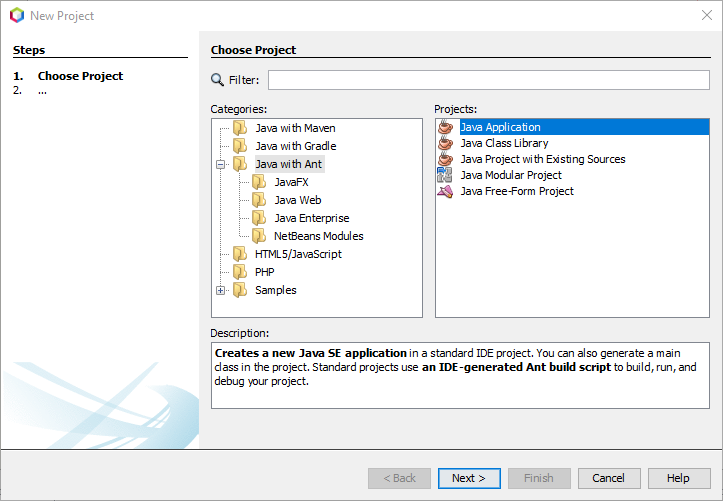 New Project
Steps
1. Choose Project
2. ...
Choose Project
Filter:
Categories:
Java with Maven
Java with Gradle
Java with Ant
JavaFX
Java Web
Java Enterprise
NetBeans Modules
HTML5/JavaScript
PHP
Samples
Projects:
Java Application
Java Class Library
Java Project with Existing Sources
Java Modular Project
Java Free-Form Project
Description:
Creates a new Java SE application in a standard IDE project. You can also generate a main
class in the project. Standard projects use an IDE-generated Ant build script to build, run, and
debug your project.
< Back
Next >
Finish
Cancel
Help